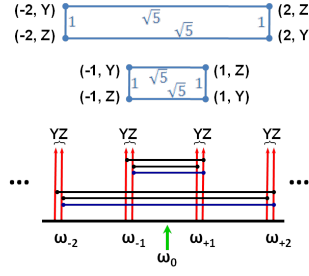 (-2, Y) √5 (2, Z)
1 1
(-2, Z) √5 (2, Y)
(-1, Y) √5 (1, Z)
1 1
(-1, Z) √5 (1, Y)
YZ YZ YZ YZ
... ...
ω-2 ω-1 ω+1 ω+2
ω0